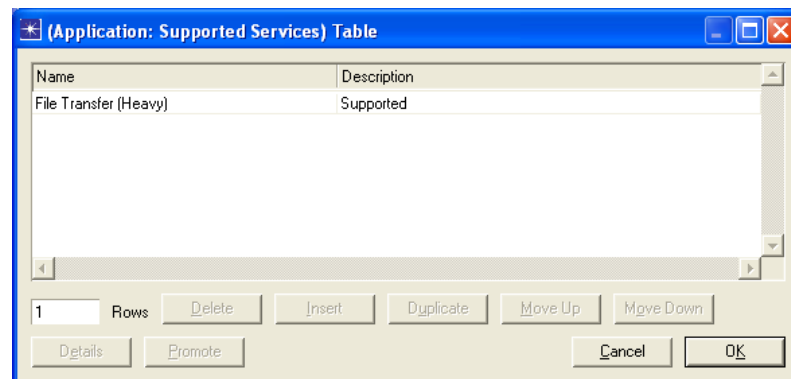 (Application: Supported Services) Table
Name Description
File Transfer (Heavy) Supported
1 Rows Delete Insert Duplicate Move Up Move Down
Details Promote Cancel OK